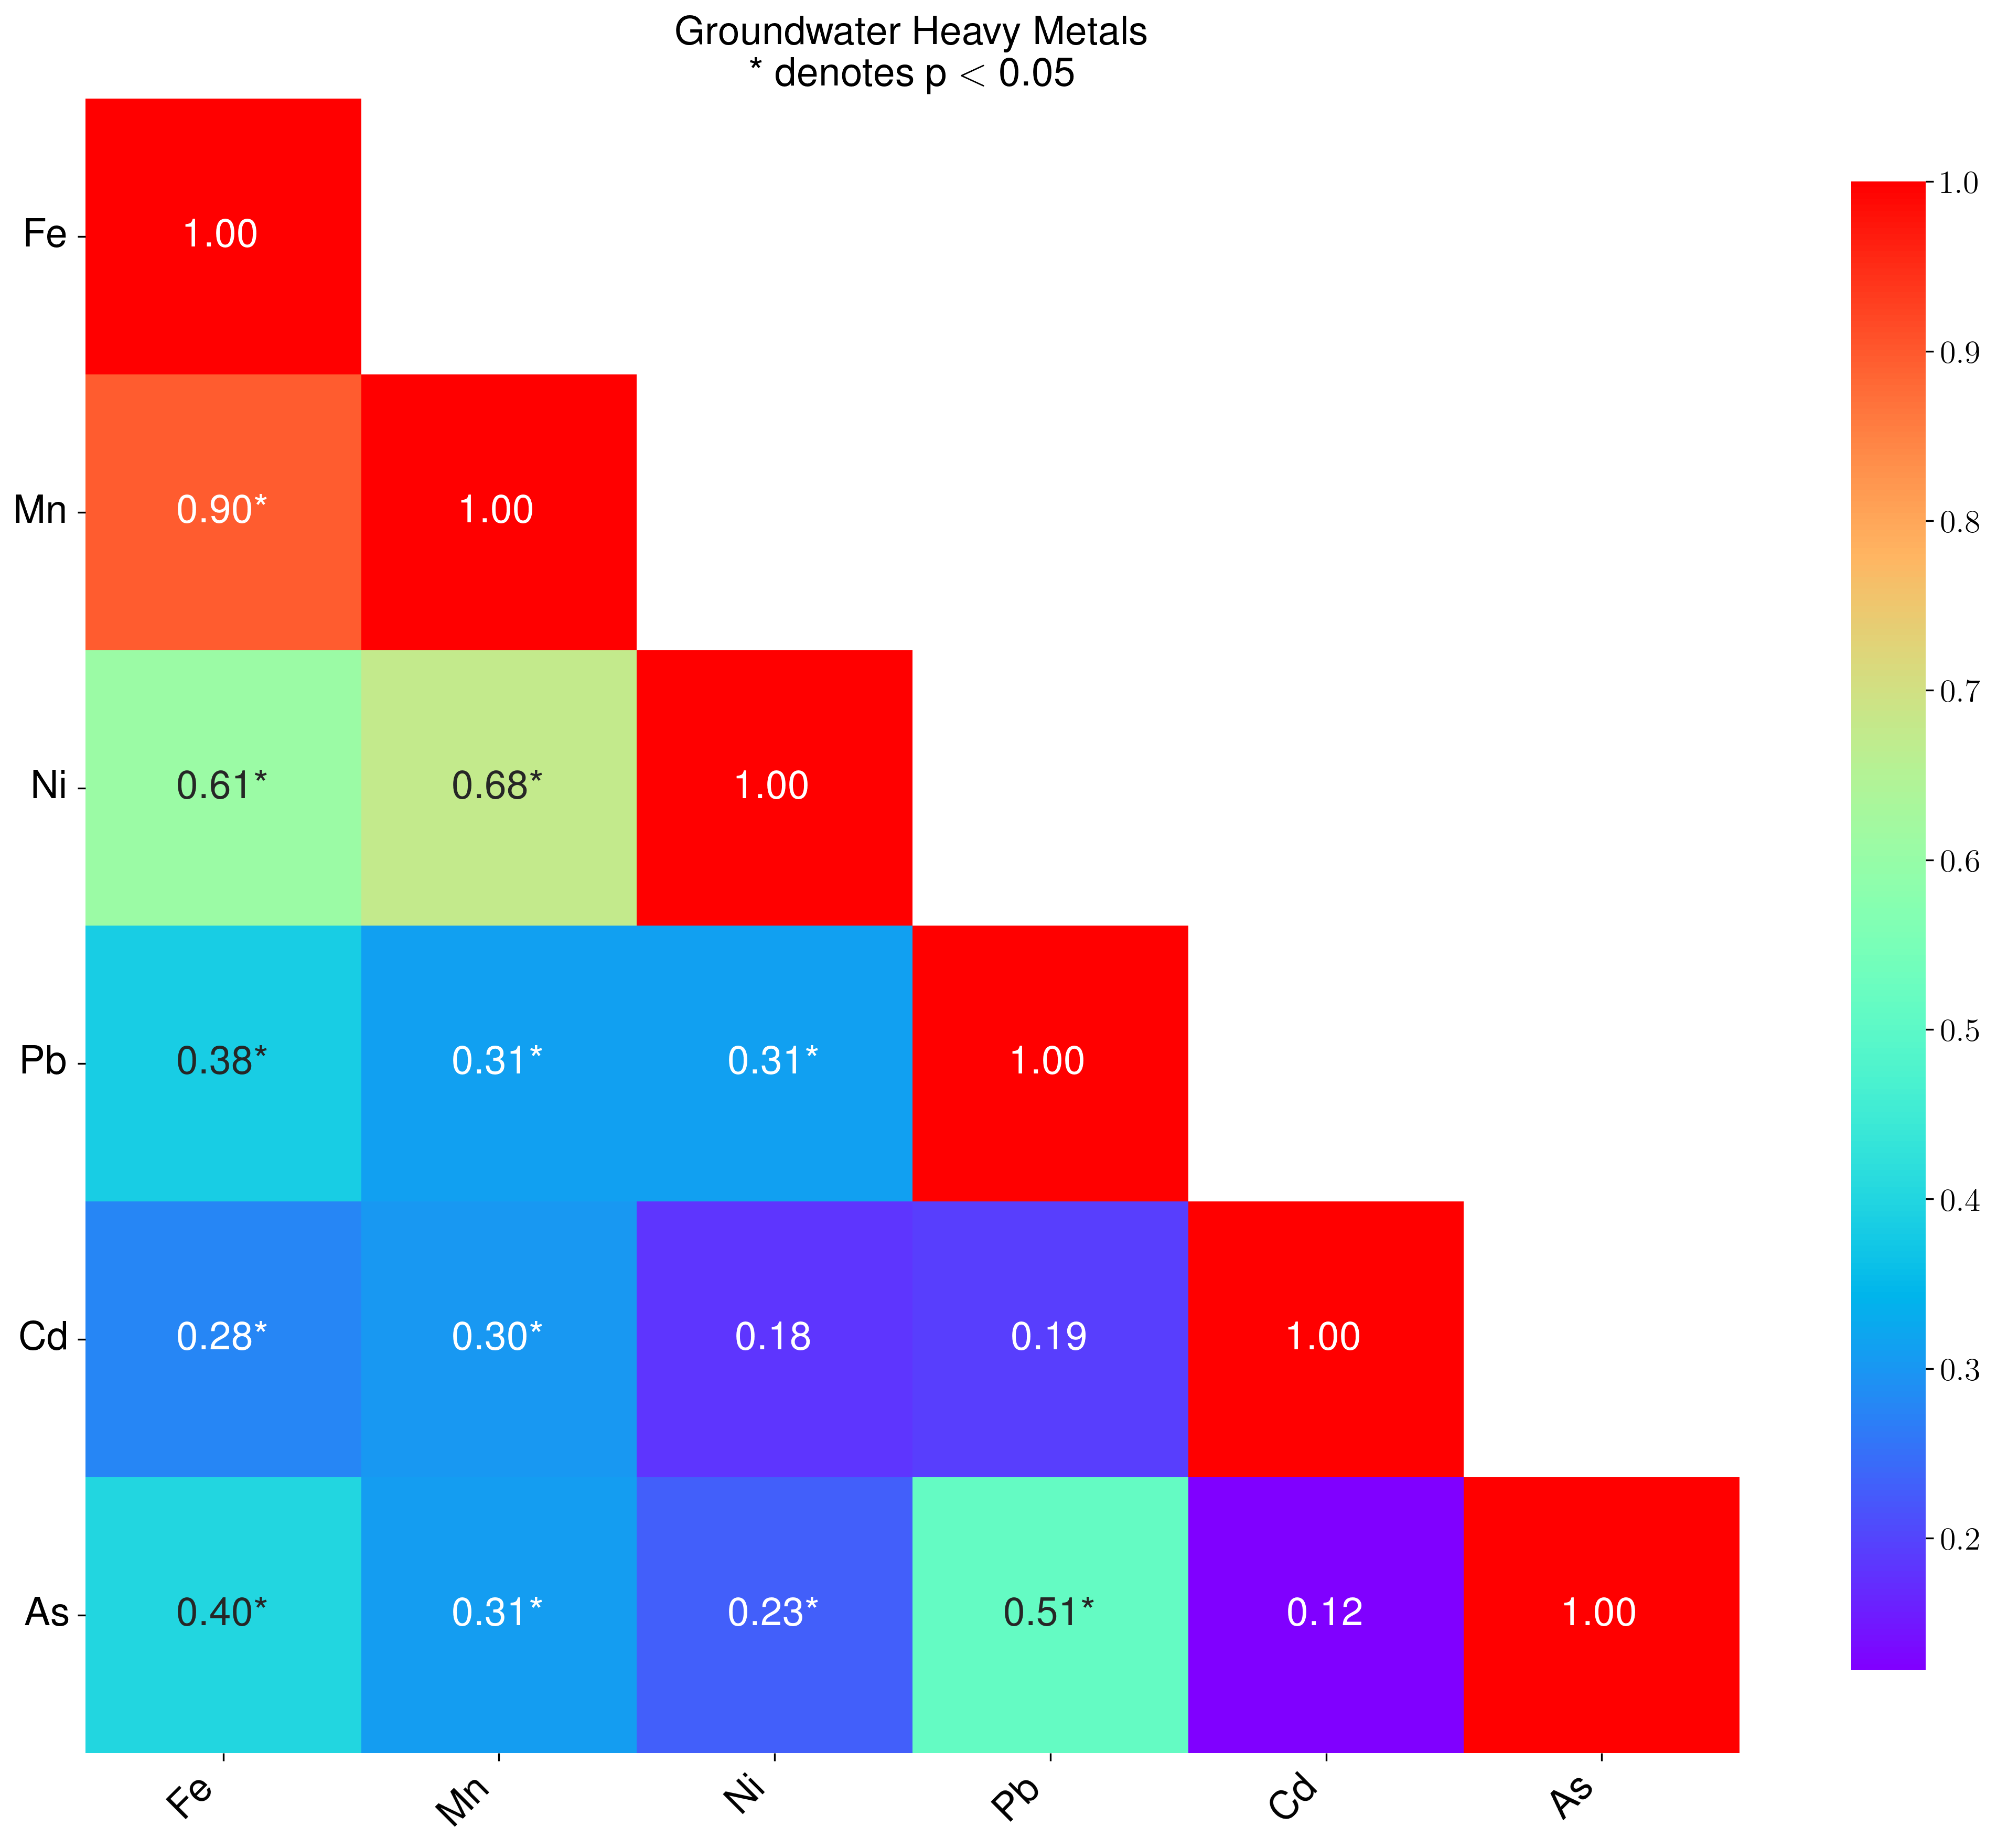 Groundwater Heavy Metals
* denotes p < 0.05
Fe
1.00
Mn
0.90*
1.00
Ni
0.61*
0.68*
1.00
Pb
0.38*
0.31*
0.31*
1.00
Cd
0.28*
0.30*
0.18
0.19
1.00
As
0.40*
0.31*
0.23*
0.51*
0.12
1.00
Fe
Mn
Ni
Pb
Cd
As
1.0
0.9
0.8
0.7
0.6
0.5
0.4
0.3
0.2